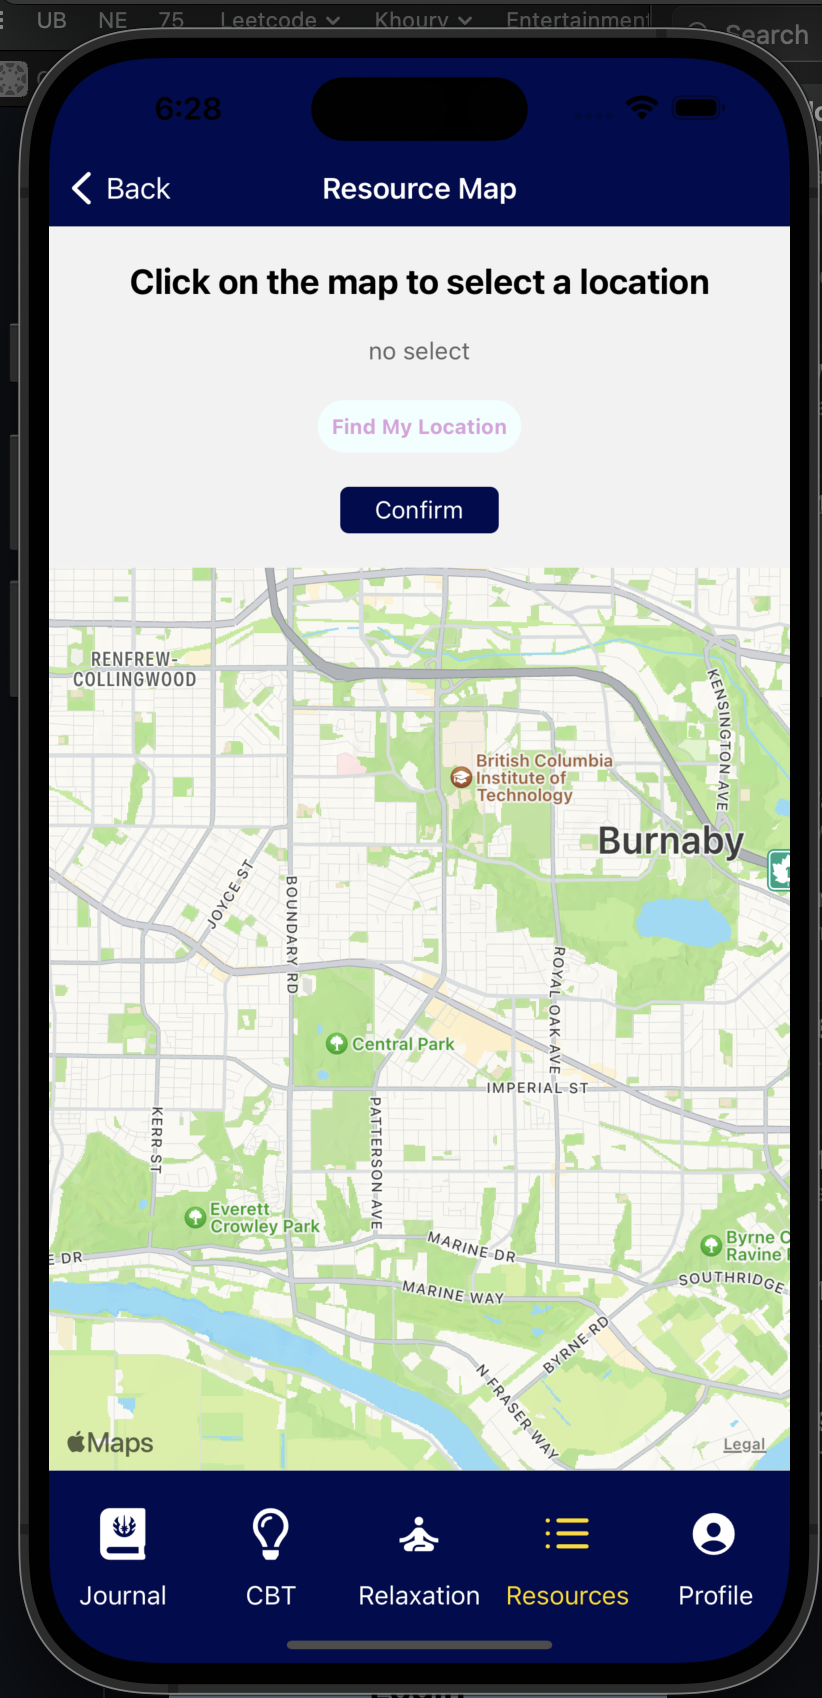 UB NE 75 Leetcode Khoury Entertainment
Search
6:28
Back
Resource Map
Click on the map to select a location
no select
Find My Location
Confirm
RENFREW-
COLLINGWOOD
KENSINGTON AVE
British Columbia
Institute of
Technology
Burnaby
1
JOYCE ST
BOUNDARY RD
ROYAL OAK AVE
Central Park
IMPERIAL ST
KERR ST
PATTERSON AVE
Everett
Crowley Park
E DR
MARINE DR
Byrne C
Ravine
SOUTHRIDGE
MARINE WAY
BYRNE RD
N FRASER WAY
Maps
Legal
Journal
CBT
Relaxation
Resources
Profile